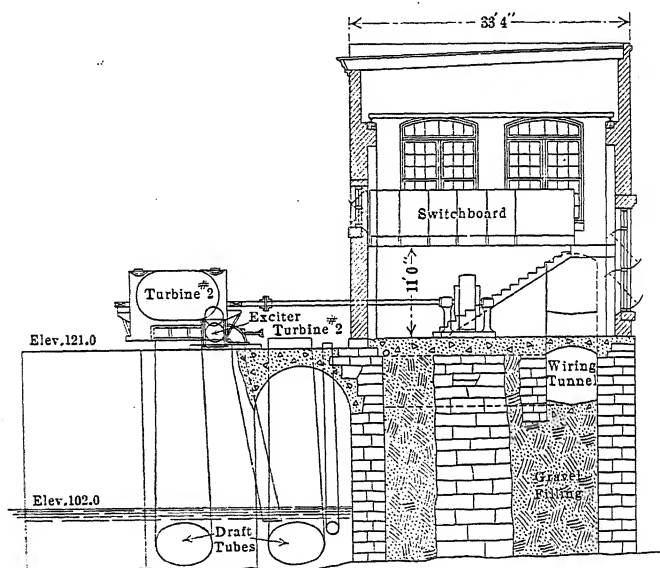 33'4"
Switchboard
11'0"
Turbine #2
Exciter
Turbine #2
Elev.121.0
Wiring
Tunnel
Elev.102.0
Gravel
Filling
Draft
Tubes